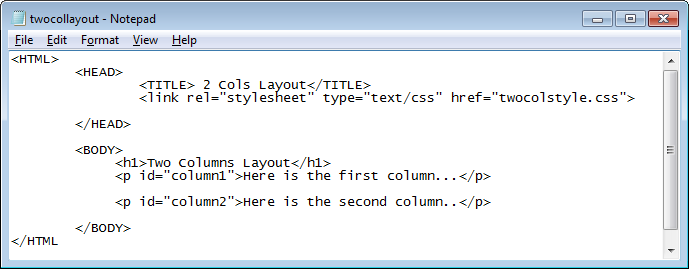 twocollayout - Notepad
File Edit Format View Help
<HTML>
<HEAD>
<TITLE> 2 Cols Layout</TITLE>
<link rel="stylesheet" type="text/css" href="twocolstyle.css">
</HEAD>
<BODY>
<h1>Two Columns Layout</h1>
<p id="column1">Here is the first column...</p>
<p id="column2">Here is the second column..</p>
</BODY>
</HTML